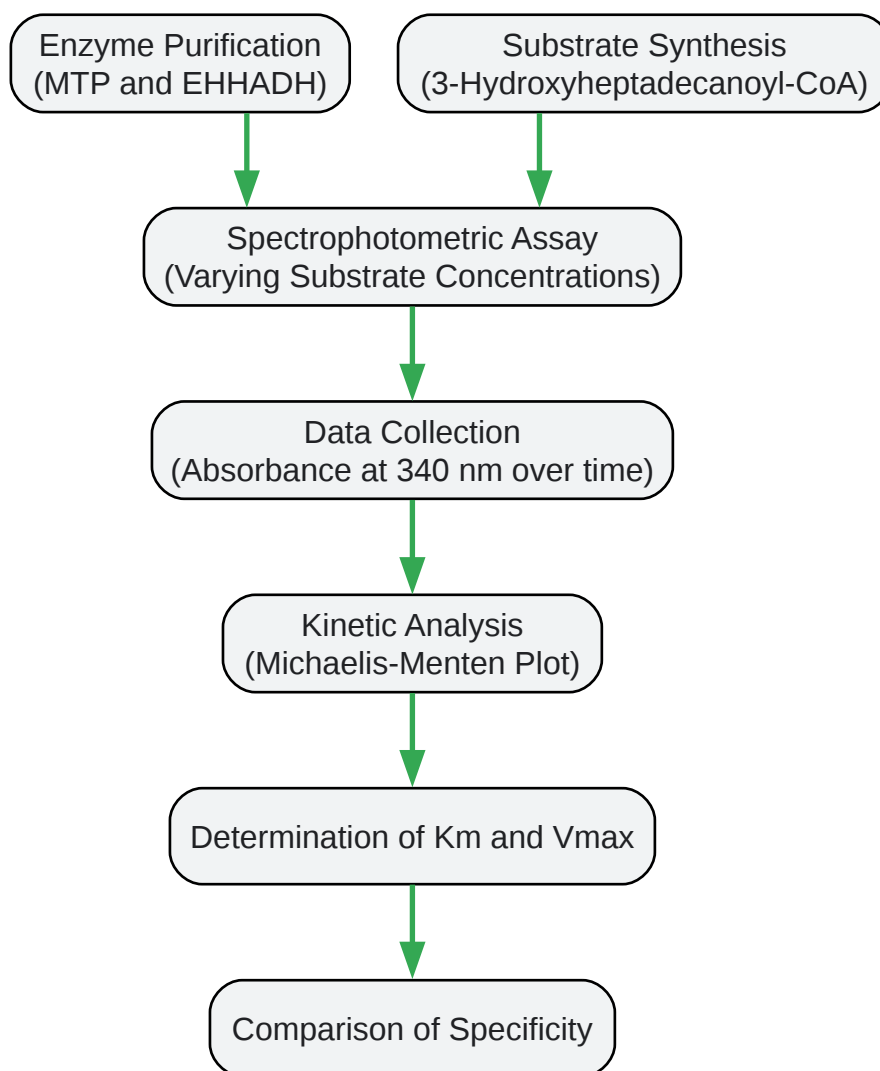 Enzyme Purification
(MTP and EHHADH)
Substrate Synthesis
(3-Hydroxyheptadecanoyl-CoA)
Spectrophotometric Assay
(Varying Substrate Concentrations)
Data Collection
(Absorbance at 340 nm over time)
Kinetic Analysis
(Michaelis-Menten Plot)
Determination of Km and Vmax
Comparison of Specificity